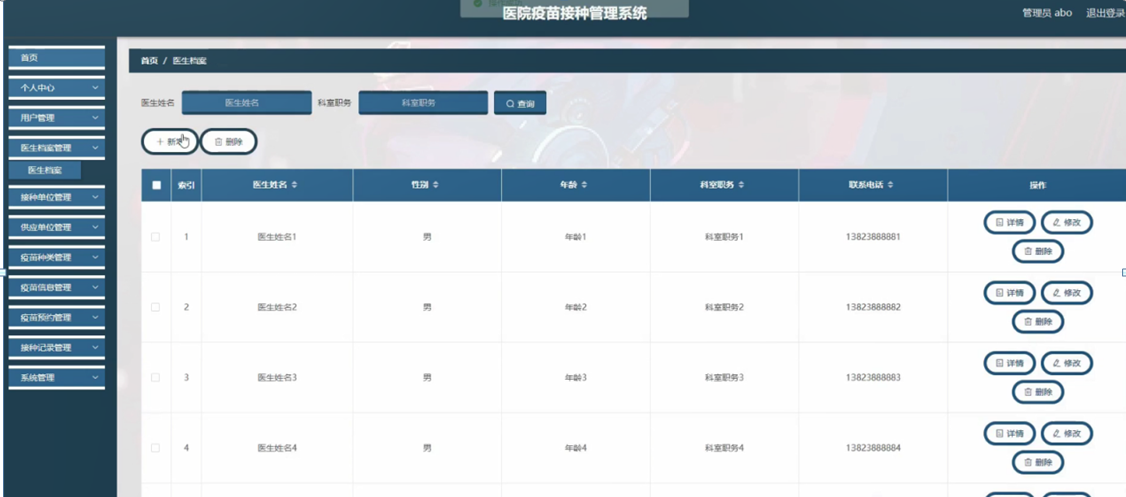 医院疫苗接种管理系统
管理员 abo 退出登录
首页
个人中心
用户管理
医生档案管理
医生档案
接种单位管理
供应单位管理
疫苗种类管理
疫苗信息管理
疫苗预约管理
接种记录管理
系统管理
首页 / 医生档案
医生姓名 医生姓名 科室职务 科室职务 查询
删除
索引 医生姓名 性别 年龄 科室职务 联系电话 操作
1 医生姓名1 男 年龄1 科室职务1 13823888881 详情 修改
删除
2 医生姓名2 男 年龄2 科室职务2 13823888882 详情 修改
删除
3 医生姓名3 男 年龄3 科室职务3 13823888883 详情 修改
删除
4 医生姓名4 男 年龄4 科室职务4 13823888884 详情 修改
删除